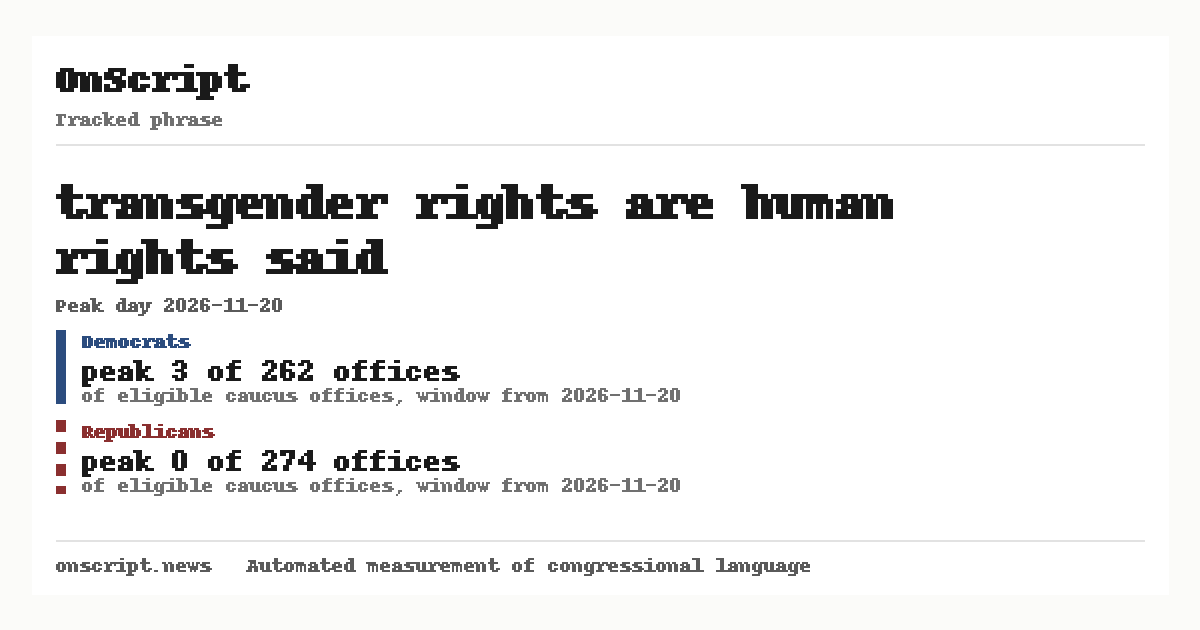 OnScript
Tracked phrase
transgender rights are human
rights said
Peak day 2026-11-20
Democrats
peak 3 of 262 offices
of eligible caucus offices, window from 2026-11-20
Republicans
peak 0 of 274 offices
of eligible caucus offices, window from 2026-11-20
onscript.news Automated measurement of congressional language